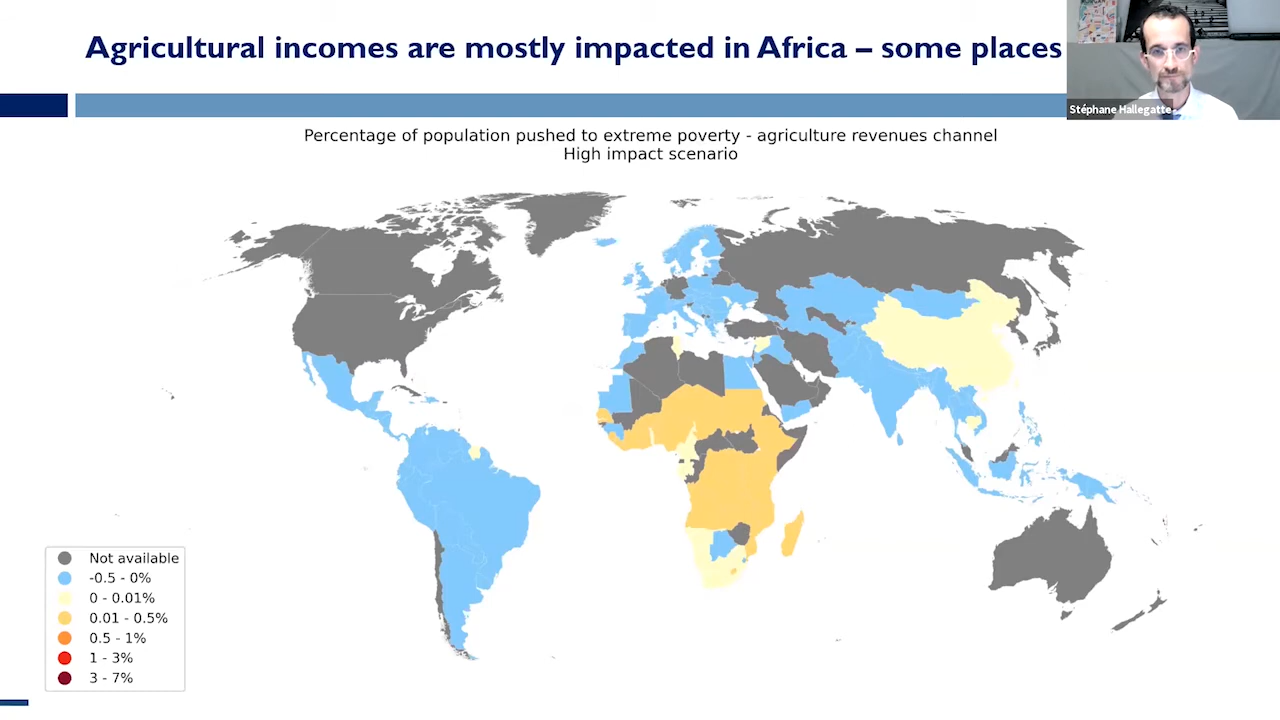 Agricultural incomes are mostly impacted in Africa – some places
Stéphane Hallegatte
Percentage of population pushed to extreme poverty - agriculture revenues channel
High impact scenario
Not available
-0.5 - 0%
0 - 0.01%
0.01 - 0.5%
0.5 - 1%
1 - 3%
3 - 7%